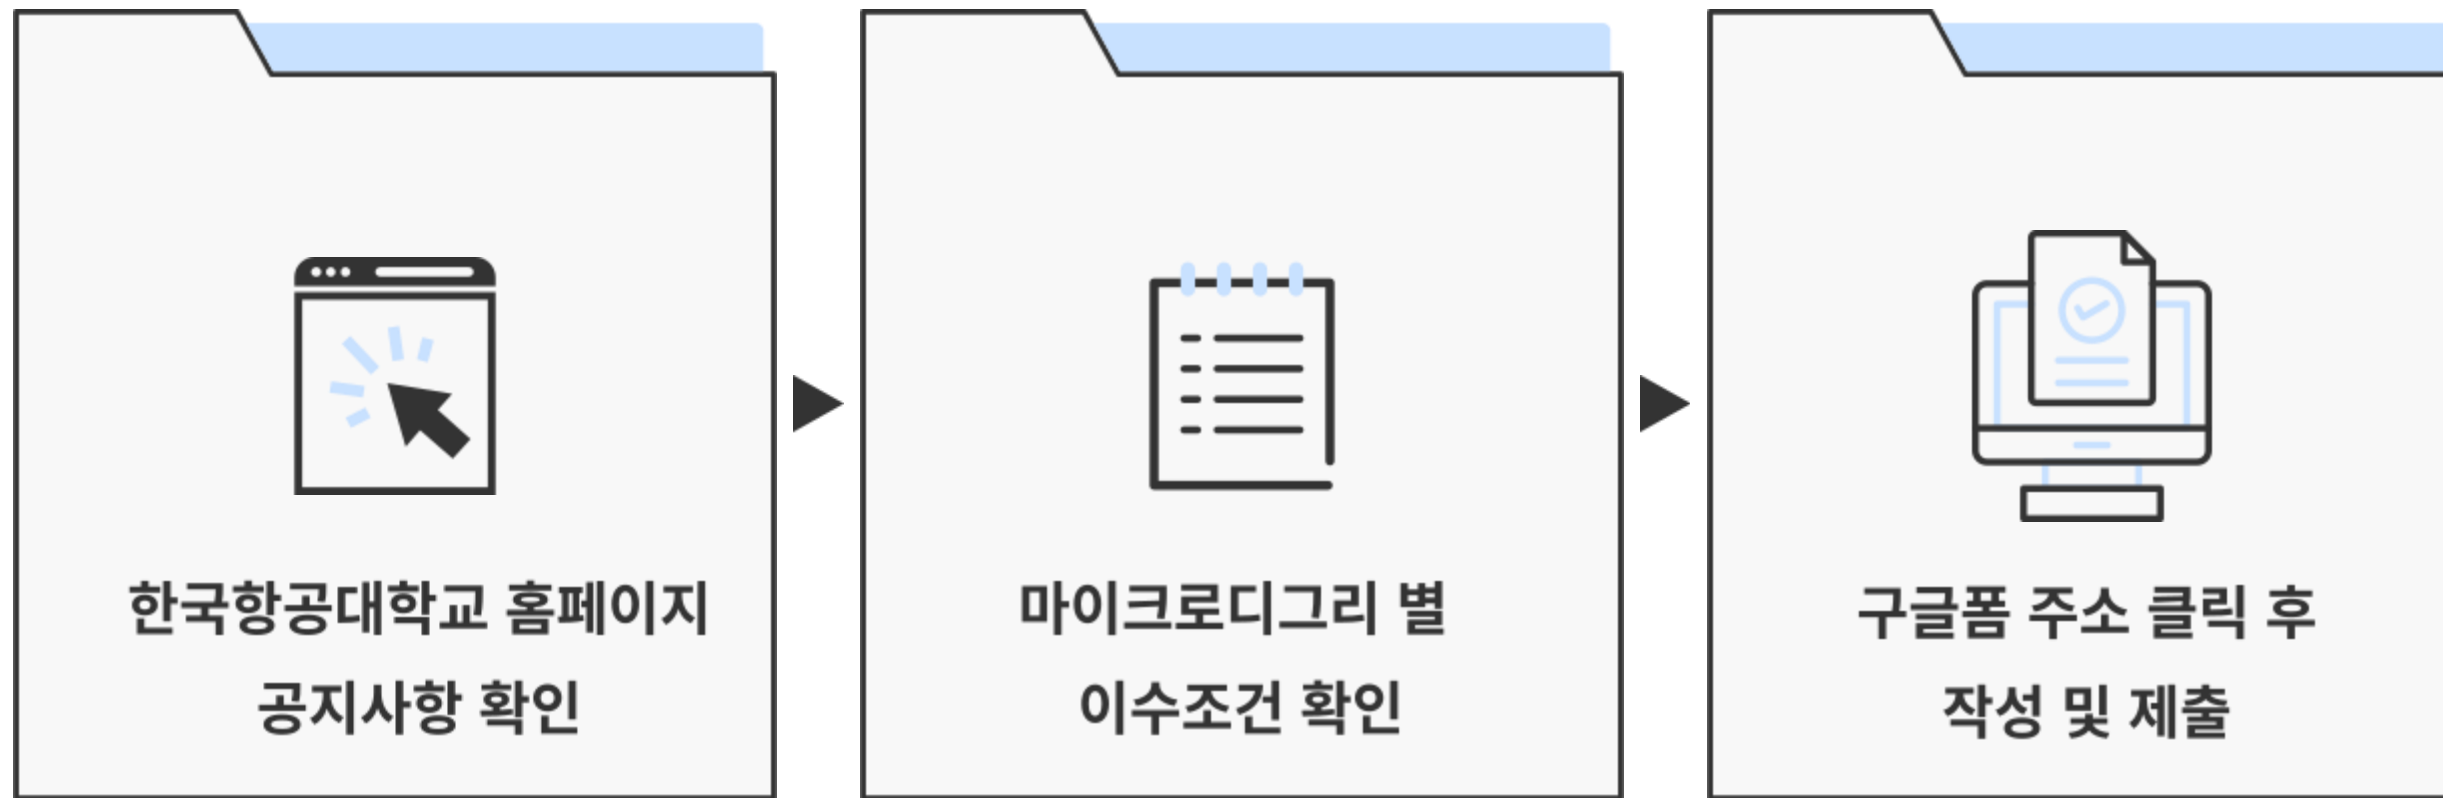 한국항공대학교 홈페이지
공지사항 확인
마이크로디그리 별
이수조건 확인
구글폼 주소 클릭 후
작성 및 제출